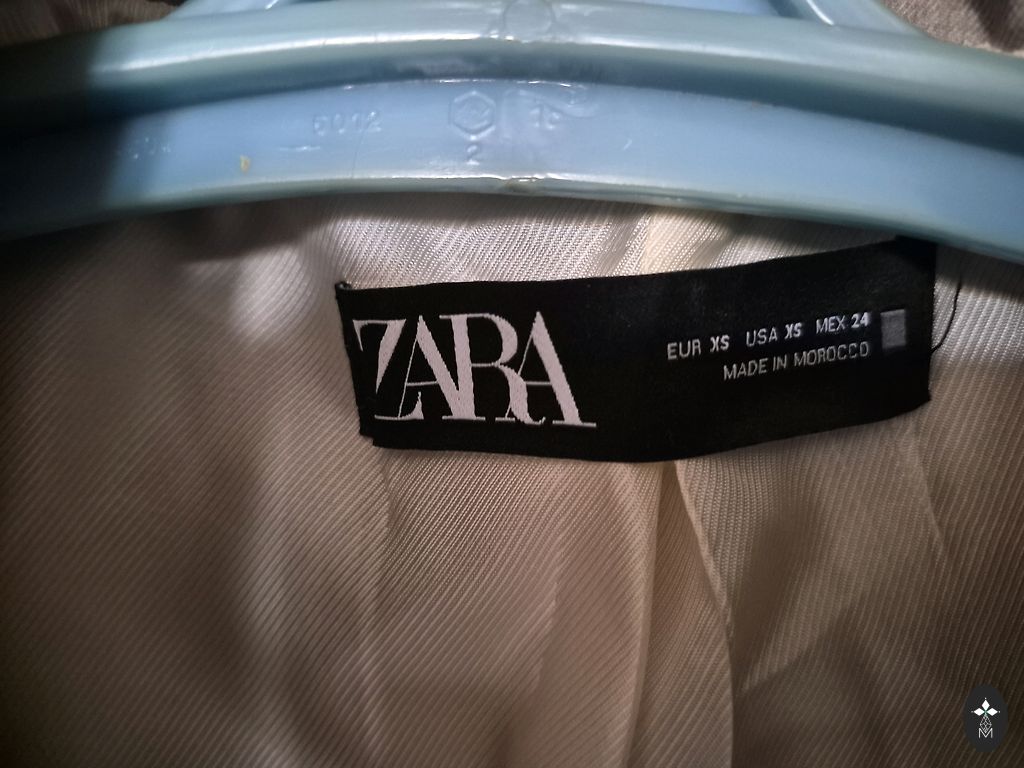 ZARA
EUR XS USA XS MEX 24
MADE IN MOROCCO
M